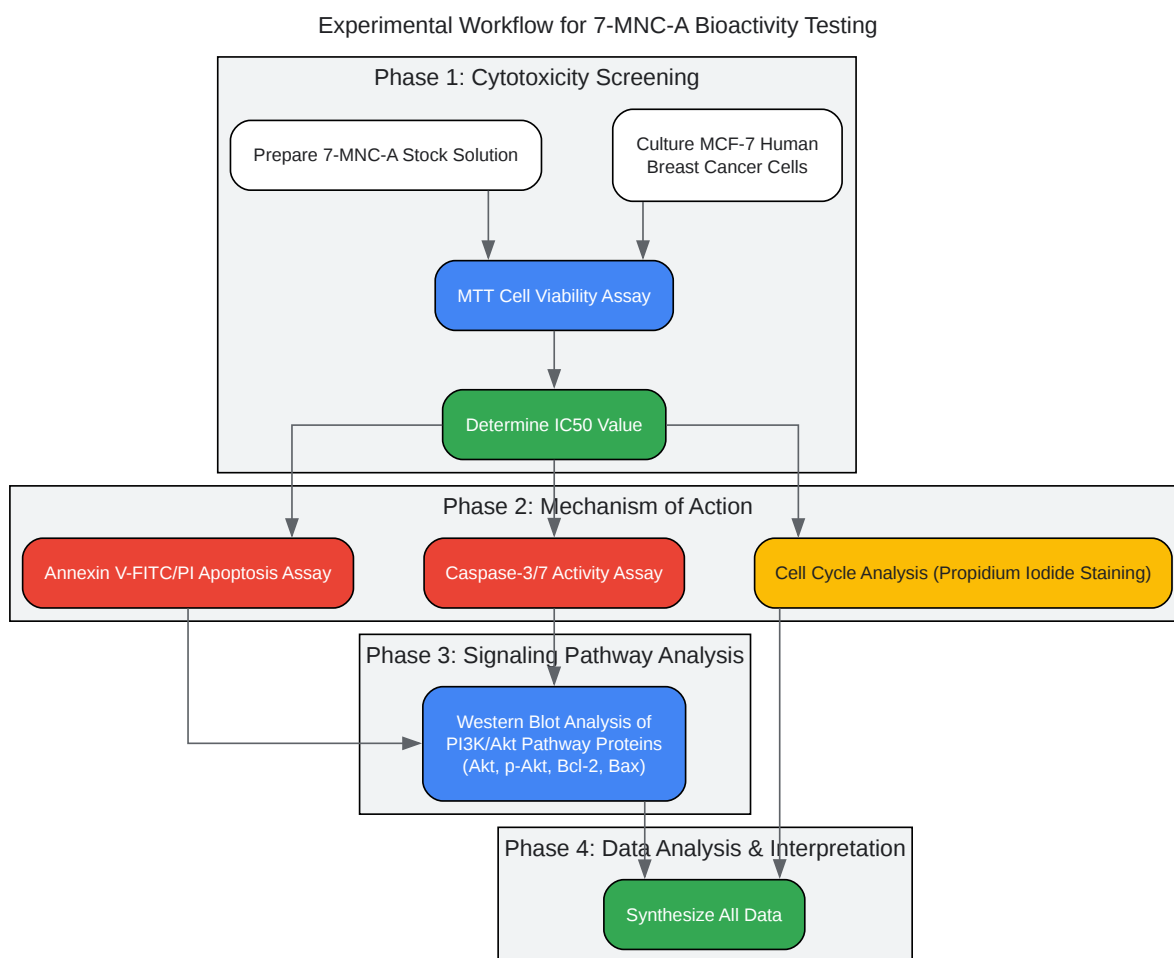 Experimental Workflow for 7-MNC-A Bioactivity Testing
Phase 1: Cytotoxicity Screening
Prepare 7-MNC-A Stock Solution
Culture MCF-7 Human
Breast Cancer Cells
MTT Cell Viability Assay
Determine IC50 Value
Phase 2: Mechanism of Action
Annexin V-FITC/PI Apoptosis Assay
Caspase-3/7 Activity Assay
Cell Cycle Analysis (Propidium Iodide Staining)
Phase 3: Signaling Pathway Analysis
Western Blot Analysis of
PI3K/Akt Pathway Proteins
(Akt, p-Akt, Bcl-2, Bax)
Phase 4: Data Analysis & Interpretation
Synthesize All Data